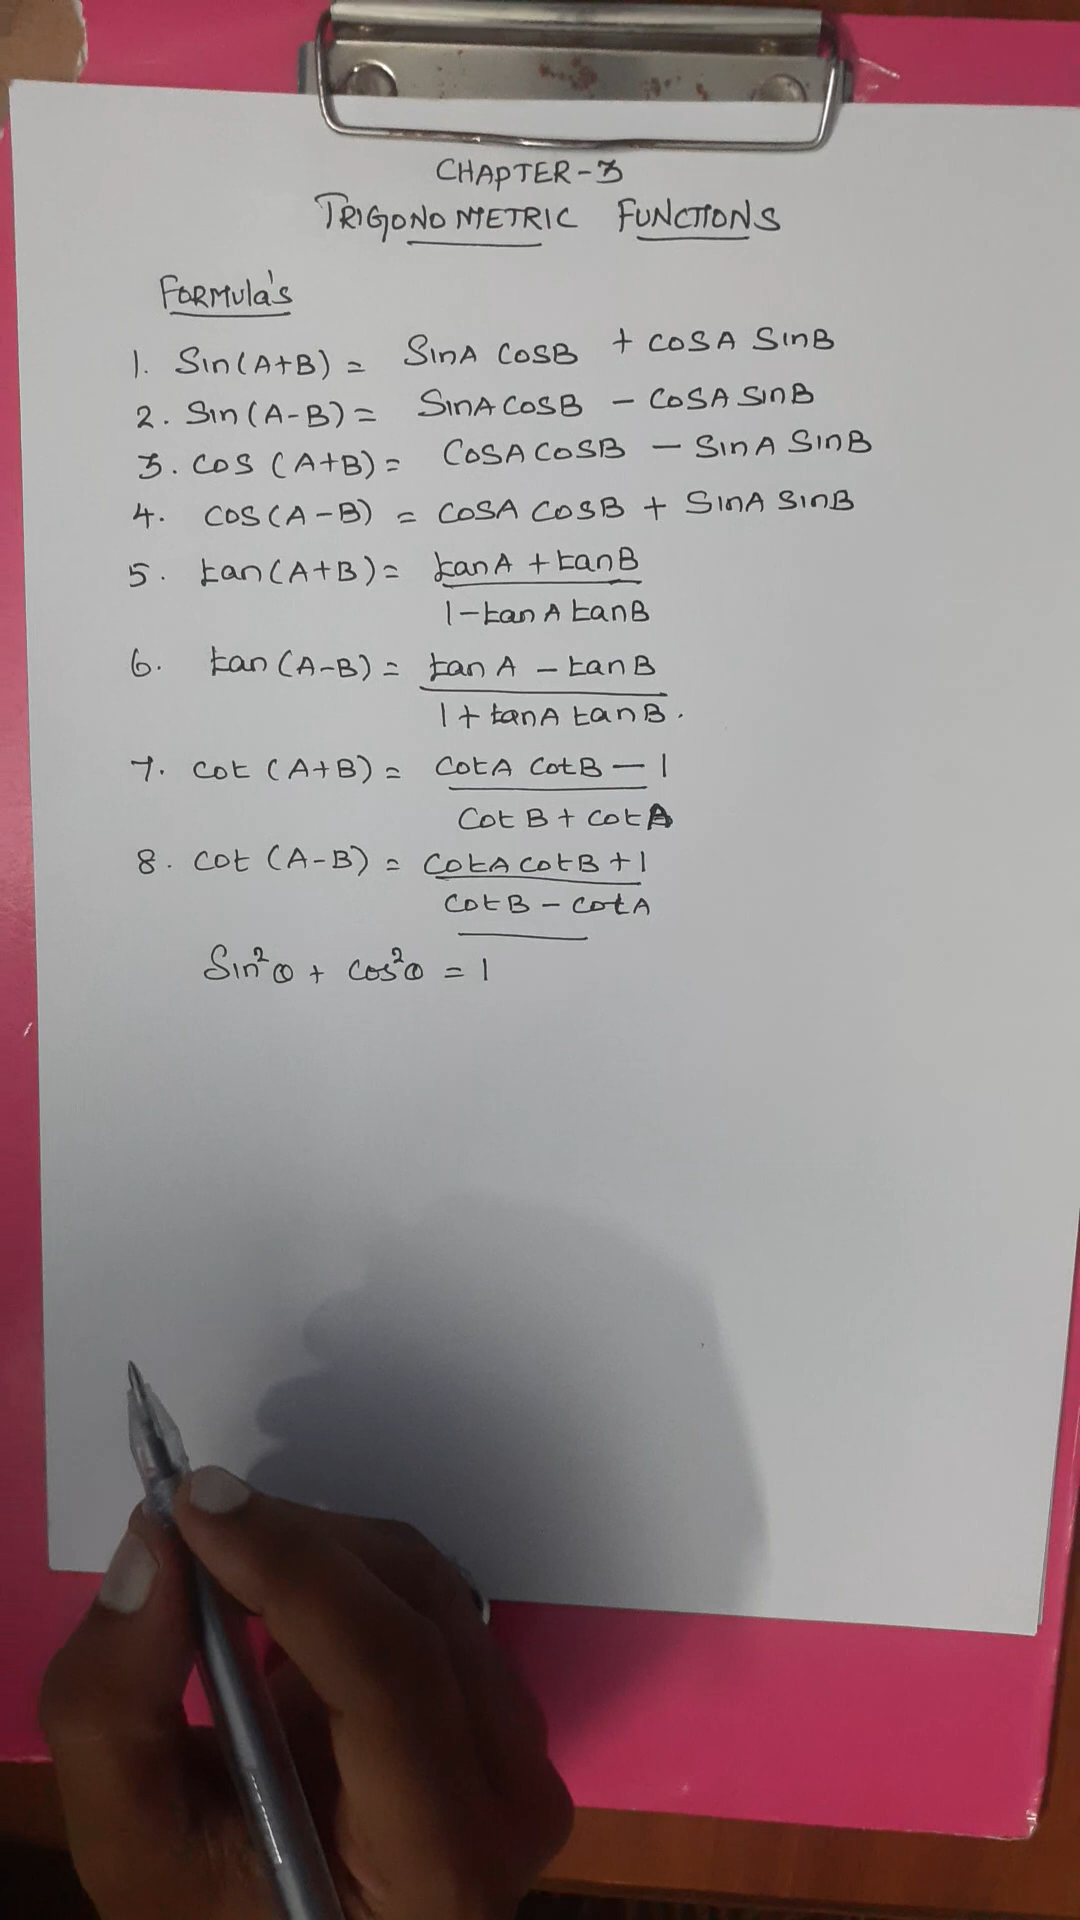 CHAPTER-3
TRIGONOMETRIC FUNCTIONS
FORMula's
1. Sin(A+B) = SinA CosB + cosA SinB
2. Sin(A-B) = SinA CosB - CosA SinB
3. cos (A+B) = CosA CosB - SinA SinB
4. cos(A-B) = cosA cosB + SinA SinB
5. tan(A+B) = tanA + tanB
1-tanA tanB
6. tan(A-B) = tanA - tanB
1+tanA tanB.
7. cot (A+B) = cotA cotB - 1
cotB + cotA
8. cot (A-B) = cotA cotB + 1
cotB - cotA
Sin²θ + cos²θ = 1